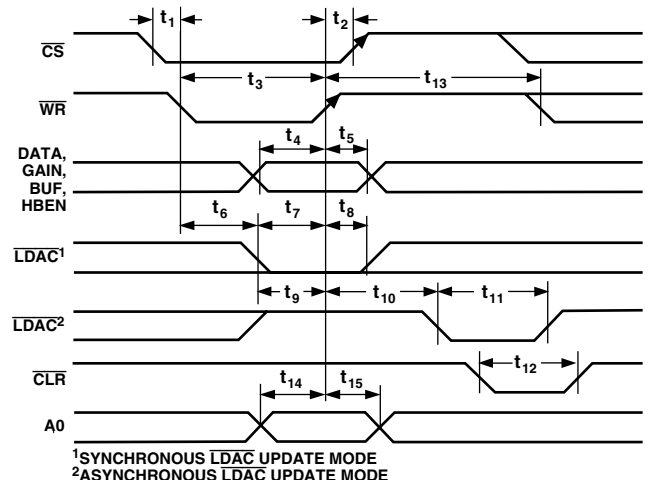 t1 t2
CS
t3 t13
WR
t4 t5
DATA,
GAIN,
BUF,
HBEN
t6 t7 t8
LDAC1
t9 t10 t11
LDAC2
CLR
t12
t14 t15
A0
1SYNCHRONOUS LDAC UPDATE MODE
2ASYNCHRONOUS LDAC UPDATE MODE